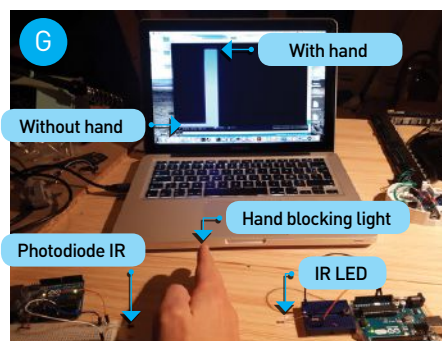 G
With hand
Without hand
Hand blocking light
Photodiode IR
IR LED